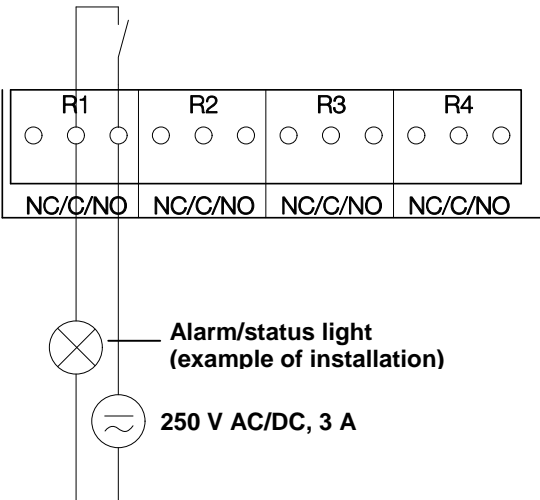 R1 R2 R3 R4
NC/C/NO NC/C/NO NC/C/NO NC/C/NO
Alarm/status light
(example of installation)
250 V AC/DC, 3 A